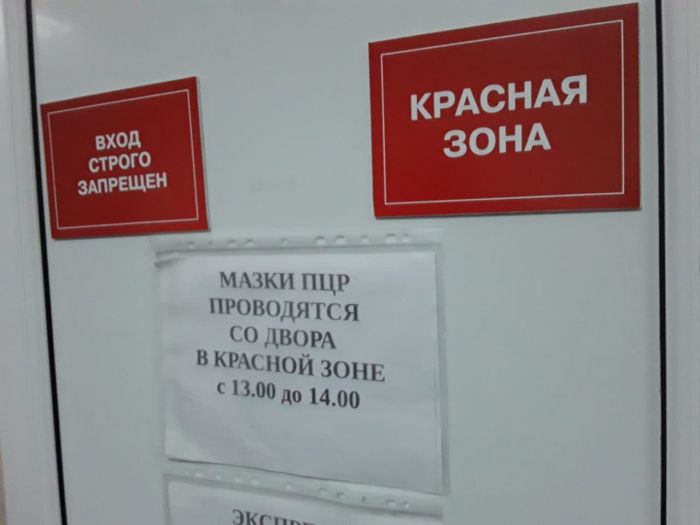 ВХОД
СТРОГО
ЗАПРЕЩЕН
КРАСНАЯ
ЗОНА
МАЗКИ ПЦР
ПРОВОДЯТСЯ
СО ДВОРА
В КРАСНОЙ ЗОНЕ
с 13.00 до 14.00